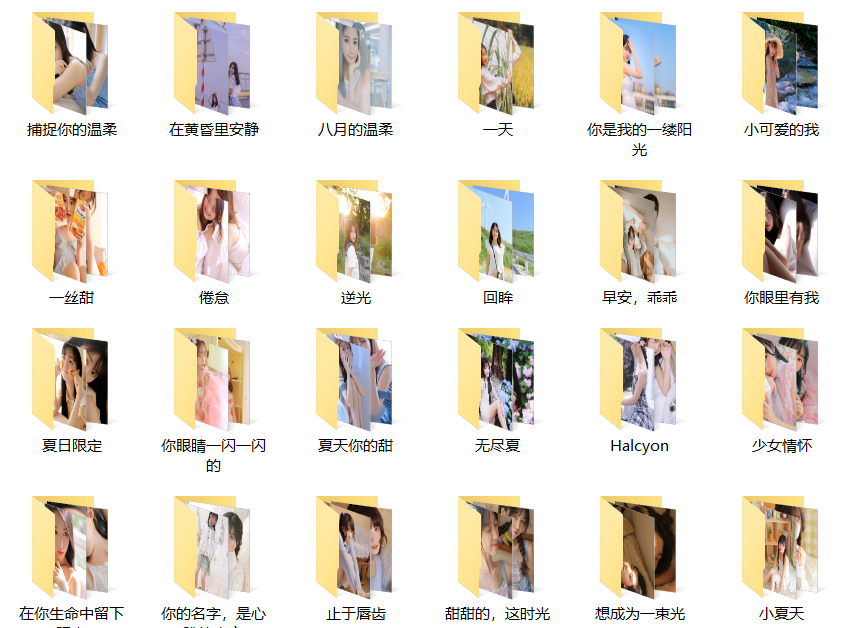 捕捉你的温柔
在黄昏里安静
八月的温柔
一天
你是我的一缕阳
光
小可爱的我
一丝甜
倦怠
逆光
回眸
早安，乖乖
你眼里有我
夏日限定
你眼睛一闪一闪
的
夏天你的甜
无尽夏
Halcyon
少女情怀
在你生命中留下
你的名字，是心
止于唇齿
甜甜的，这时光
想成为一束光
小夏天